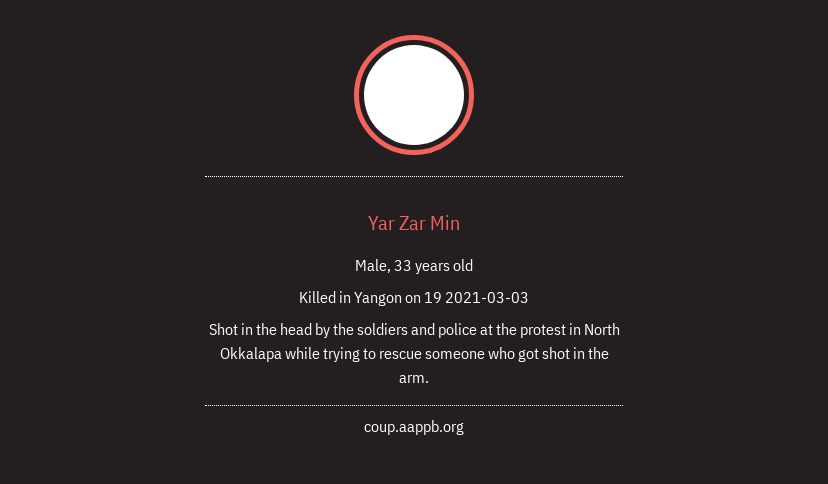 Yar Zar Min
Male, 33 years old
Killed in Yangon on 19 2021-03-03
Shot in the head by the soldiers and police at the protest in North
Okkalapa while trying to rescue someone who got shot in the
arm.
coup.aappb.org